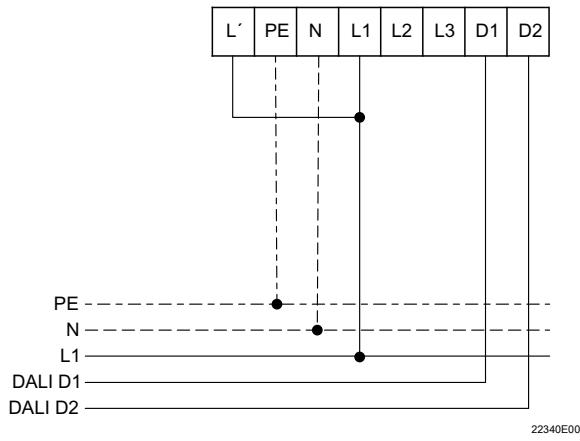 L´ PE N L1 L2 L3 D1 D2
PE
N
L1
DALI D1
DALI D2
22340E00